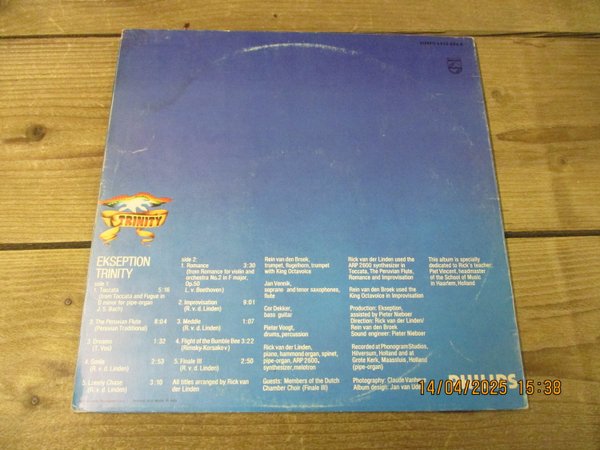 TRINITY
EKSEPTION
TRINITY
side 1
1. Toccata 5:16
(from Toccata and Fugue in
D minor for pipe-organ
J. S. Bach)
2. The Peruvian Flute 8:04
(Peruvian Traditional)
3. Dreams 1:32
(T. Vos)
4. Smile
(R. v. d. Linden)
5. Lonely Chase 3:10
(R. v. d. Linden)
side 2
1. Romance 3:30
(from Romance for violin and
orchestra No.2 in F major,
Op.50
L. v. Beethoven)
2. Improvisation 8:01
(R. v. d. Linden)
3. Meddle 1:07
(R. v. d. Linden)
4. Flight of the Bumble Bee 3:22
(Rimsky-Korsakov)
5. Finale III 2:50
(R. v. d. Linden)
All titles arranged by Rick van
der Linden
Rein van den Broek
trumpet, flugelhorn, trumpet
with King Octavoice
Jan Vennik,
soprano- and tenor saxophones,
flute
Cor Dekker,
bass guitar
Pieter Voogt,
drums, percussion
Rick van der Linden,
piano, hammond organ, spinet,
pipe-organ, ARP 2600,
synthesizer, meloton
Guests: Members of the Dutch
Chamber Choir (Finale III)
Rick van der Linden used the
ARP 2600 synthesizer in
Toccata, The Peruvian Flute,
Romance and Improvisation
Rein van den Broek used the
King Octavoice in Improvisation
Production: Ekseption,
assisted by Pieter Nieboer
Direction: Rick van der Linden/
Rein van den Broek
Sound engineer: Pieter Nieboer
Recorded at Phonogram Studios,
Hilversum, Holland and at
Grote Kerk, Maassluis, Holland
(pipe-organ)
Photography: Claude Vanheye
Album design: Jan van
This album is specially
dedicated to Rick's teacher:
Piet Vincent, headmaster
of the School of Music
in Haarlem, Holland
PHILIPS
14/04/2025 15:38